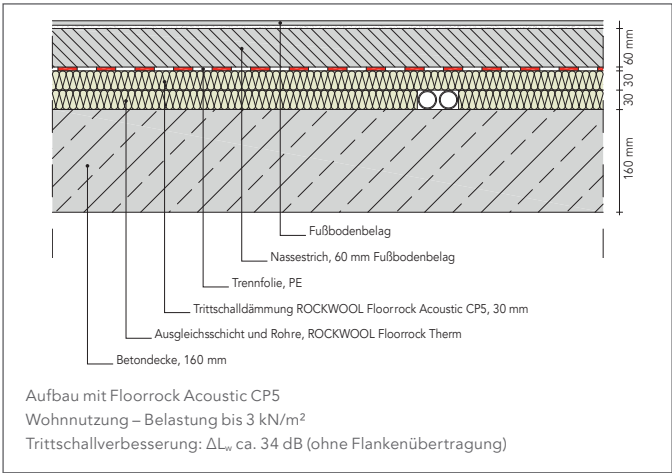 60 mm
30
30
160 mm
Fußbodenbelag
Nassestrich, 60 mm Fußbodenbelag
Trennfolie, PE
Trittschalldämmung ROCKWOOL Floorrock Acoustic CP5, 30 mm
Ausgleichsschicht und Rohre, ROCKWOOL Floorrock Therm
Betondecke, 160 mm
Aufbau mit Floorrock Acoustic CP5
Wohnnutzung – Belastung bis 3 kN/m²
Trittschallverbesserung: ΔLw ca. 34 dB (ohne Flankenübertragung)